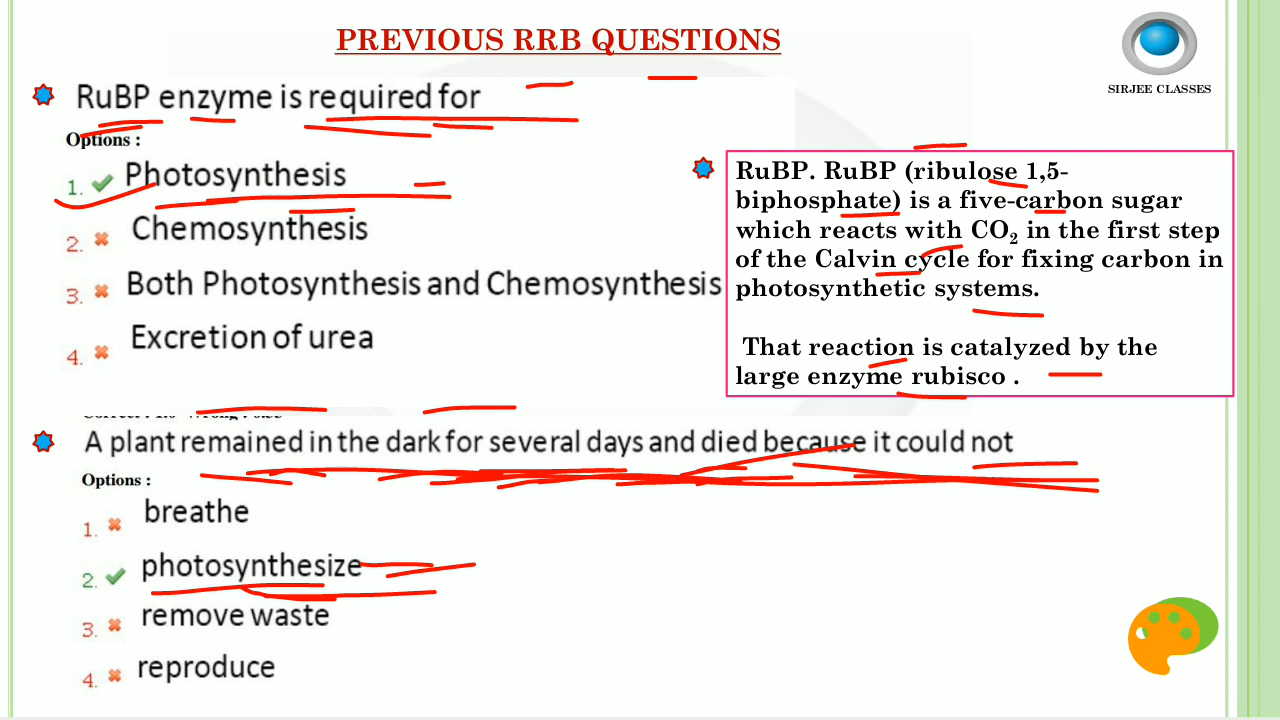 PREVIOUS RRB QUESTIONS
SIRJEE CLASSES
RuBP enzyme is required for
Options :
1. Photosynthesis
2. Chemosynthesis
3. Both Photosynthesis and Chemosynthesis
4. Excretion of urea
RuBP. RuBP (ribulose 1,5-
biphosphate) is a five-carbon sugar
which reacts with CO₂ in the first step
of the Calvin cycle for fixing carbon in
photosynthetic systems.
That reaction is catalyzed by the
large enzyme rubisco .
A plant remained in the dark for several days and died because it could not
Options :
1. breathe
2. photosynthesize
3. remove waste
4. reproduce